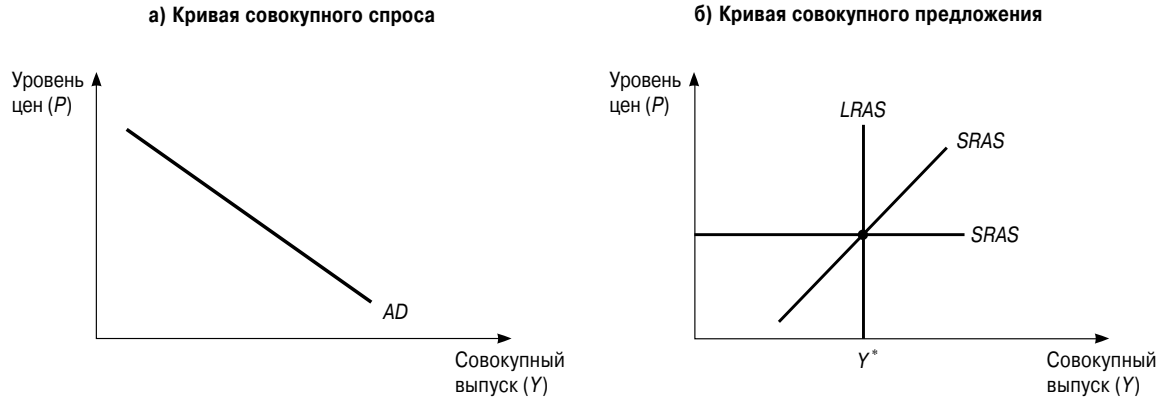 а) Кривая совокупного спроса
Уровень
цен (P)
AD
Совокупный
выпуск (Y)
б) Кривая совокупного предложения
Уровень
цен (P)
LRAS
SRAS
SRAS
Y*
Совокупный
выпуск (Y)